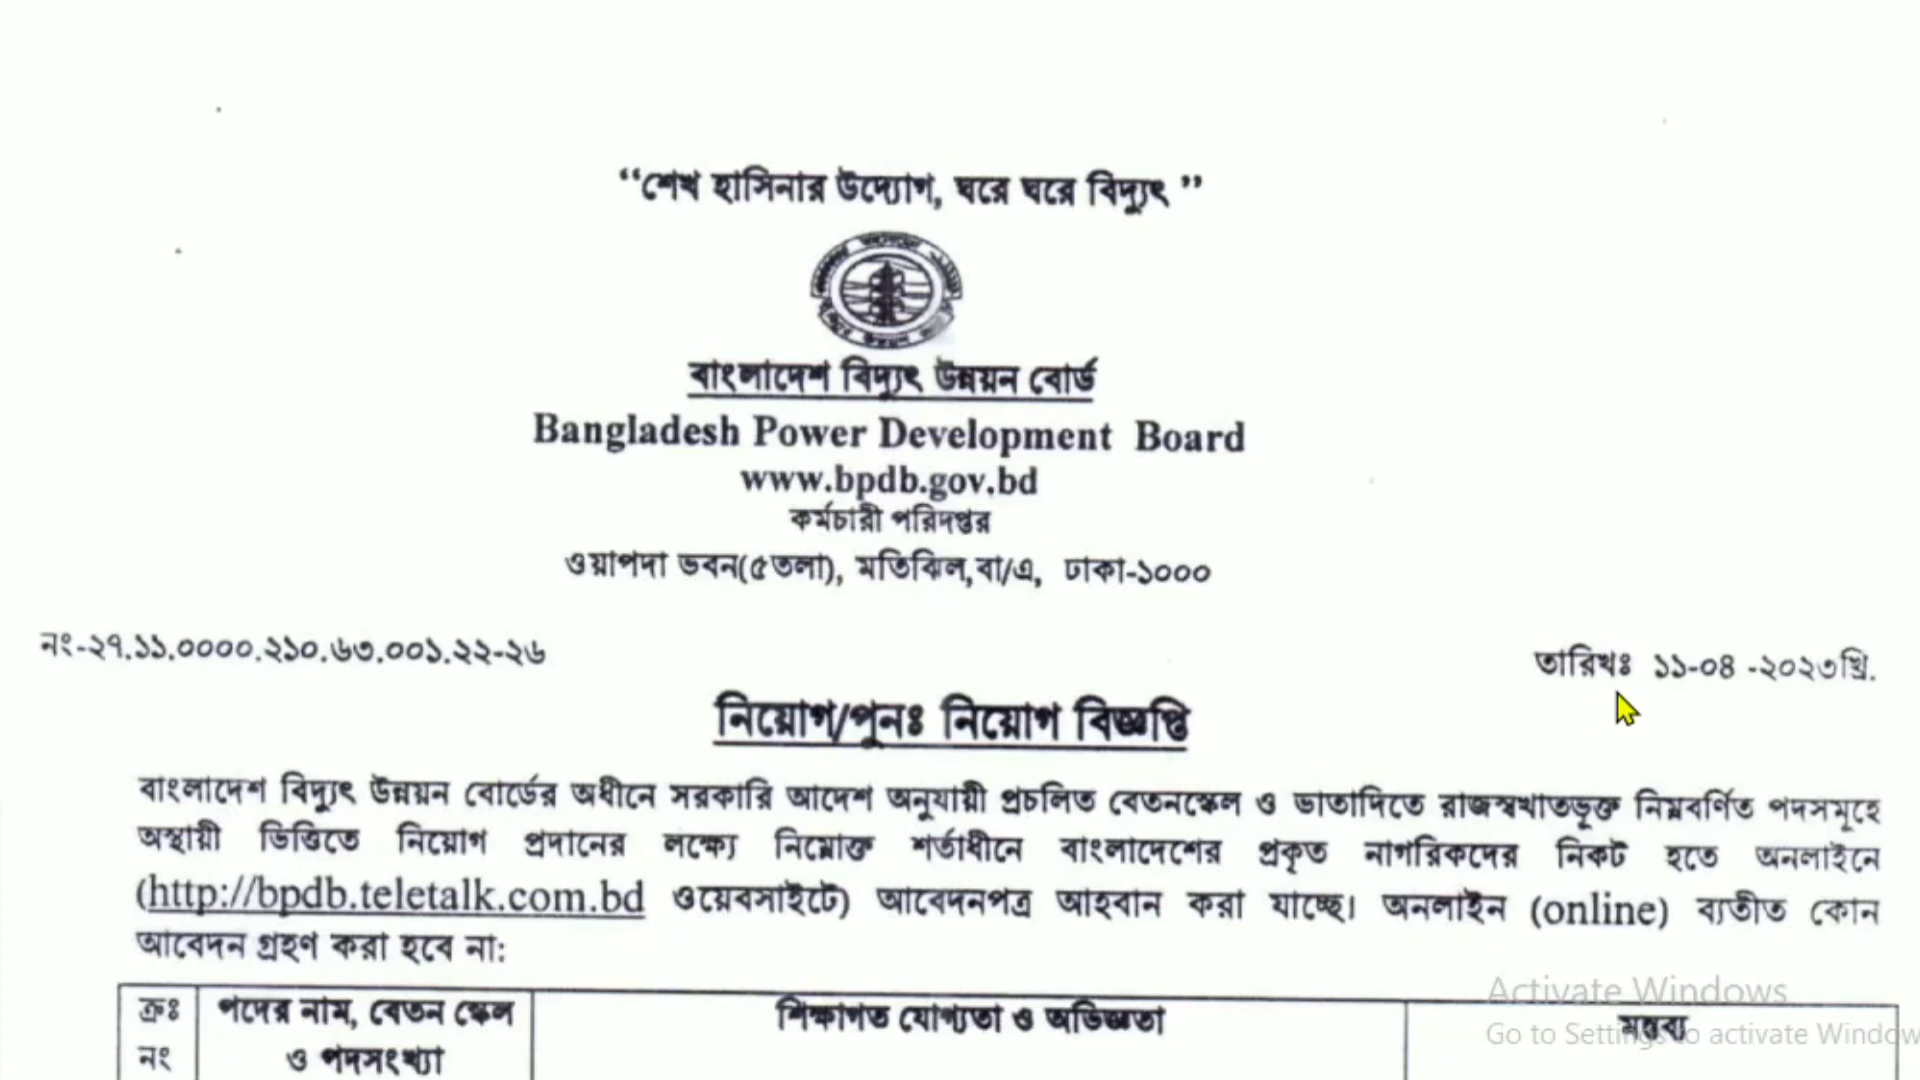 “শেখ হাসিনার উদ্যোগ, ঘরে ঘরে বিদ্যুৎ ”
বাংলাদেশ বিদ্যুৎ উন্নয়ন বোর্ড
Bangladesh Power Development Board
www.bpdb.gov.bd
কর্মচারী পরিদপ্তর
ওয়াপদা ভবন(৫তলা), মতিঝিল,বা/এ, ঢাকা-১০০০
নং-২৭.১১.০০০০.২১০.৬৩.০০১.২২-২৬
তারিখঃ ১১-০৪ -২০২৩খ্রি.
নিয়োগ/পুনঃ নিয়োগ বিজ্ঞপ্তি
বাংলাদেশ বিদ্যুৎ উন্নয়ন বোর্ডের অধীনে সরকারি আদেশ অনুযায়ী প্রচলিত বেতনস্কেল ও ভাতাদিতে রাজস্বখাতভূক্ত নিম্নবর্ণিত পদসমূহে
অস্থায়ী ভিত্তিতে নিয়োগ প্রদানের লক্ষ্যে নিম্নোক্ত শর্তাধীনে বাংলাদেশের প্রকৃত নাগরিকদের নিকট হতে অনলাইনে
(http://bpdb.teletalk.com.bd ওয়েবসাইটে) আবেদনপত্র আহবান করা যাচ্ছে। অনলাইন (online) ব্যতীত কোন
আবেদন গ্রহণ করা হবে না:
ক্রঃ নং
পদের নাম, বেতন স্কেল
ও পদসংখ্যা
শিক্ষাগত যোগ্যতা ও অভিজ্ঞতা
মন্তব্য
Activate Windows
Go to Settings to activate Window